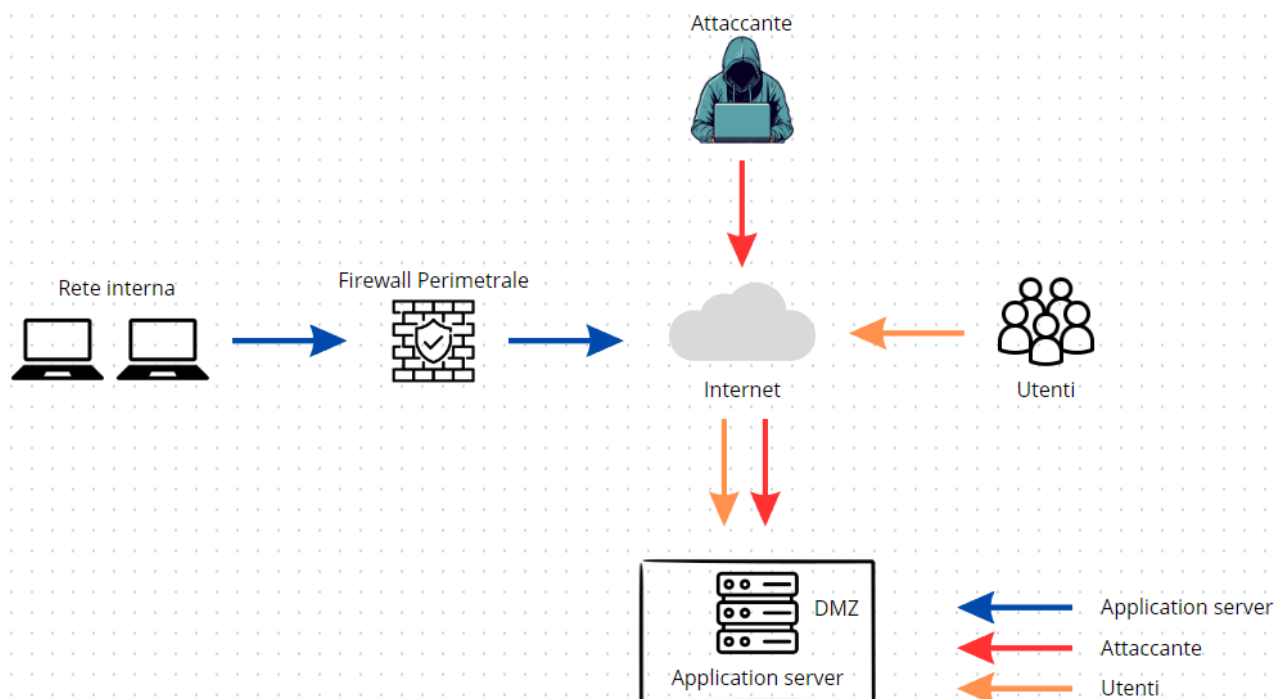 Attaccante
Rete interna
Firewall Perimetrale
Internet
Utenti
DMZ
Application server
Application server
Attaccante
Utenti